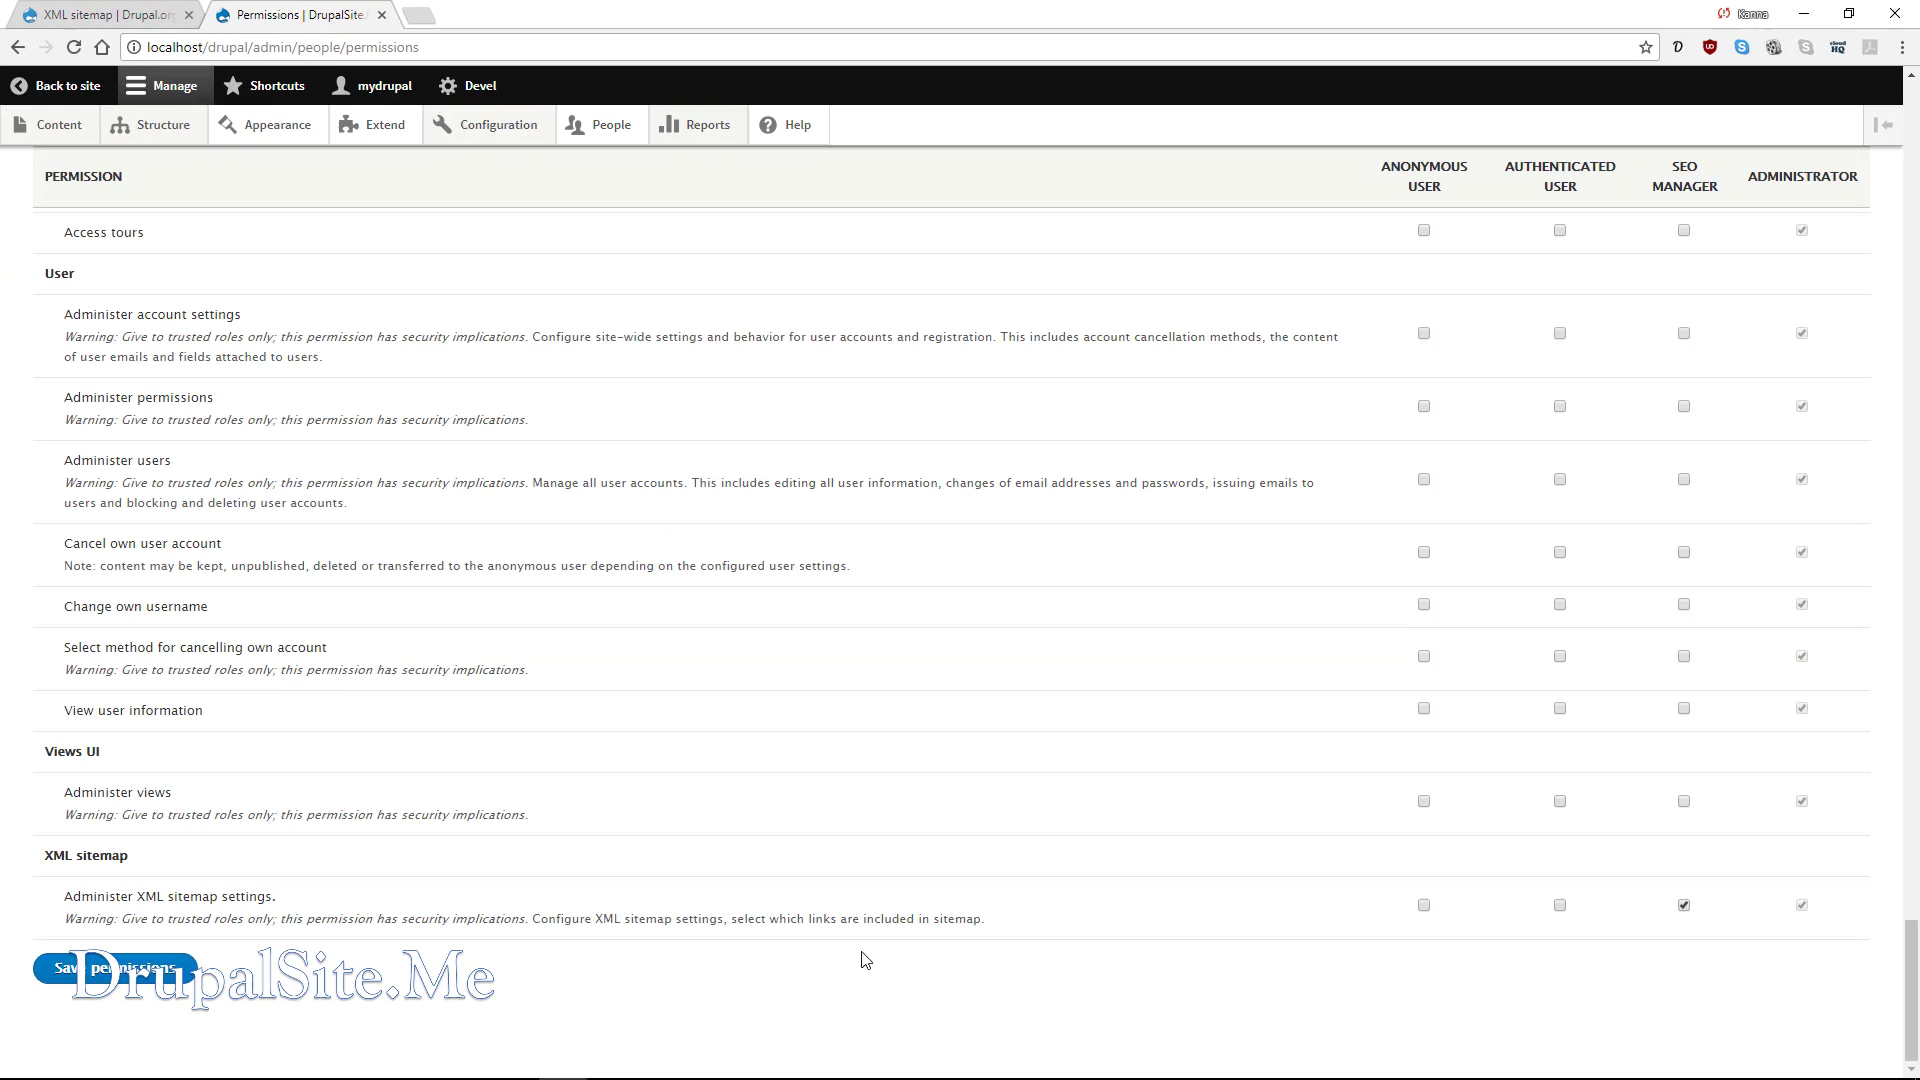 XML sitemap | Drupal.org
Permissions | DrupalSite.
Kanna
localhost/drupal/admin/people/permissions
Back to site
Manage
Shortcuts
mydrupal
Devel
Content
Structure
Appearance
Extend
Configuration
People
Reports
Help
PERMISSION
ANONYMOUS USER
AUTHENTICATED USER
SEO MANAGER
ADMINISTRATOR
Access tours
User
Administer account settings
Warning: Give to trusted roles only; this permission has security implications. Configure site-wide settings and behavior for user accounts and registration. This includes account cancellation methods, the content
of user emails and fields attached to users.
Administer permissions
Warning: Give to trusted roles only; this permission has security implications.
Administer users
Warning: Give to trusted roles only; this permission has security implications. Manage all user accounts. This includes editing all user information, changes of email addresses and passwords, issuing emails to
users and blocking and deleting user accounts.
Cancel own user account
Note: content may be kept, unpublished, deleted or transferred to the anonymous user depending on the configured user settings.
Change own username
Select method for cancelling own account
Warning: Give to trusted roles only; this permission has security implications.
View user information
Views UI
Administer views
Warning: Give to trusted roles only; this permission has security implications.
XML sitemap
Administer XML sitemap settings.
Warning: Give to trusted roles only; this permission has security implications. Configure XML sitemap settings, select which links are included in sitemap.
Save permissions
DrupalSite.Me